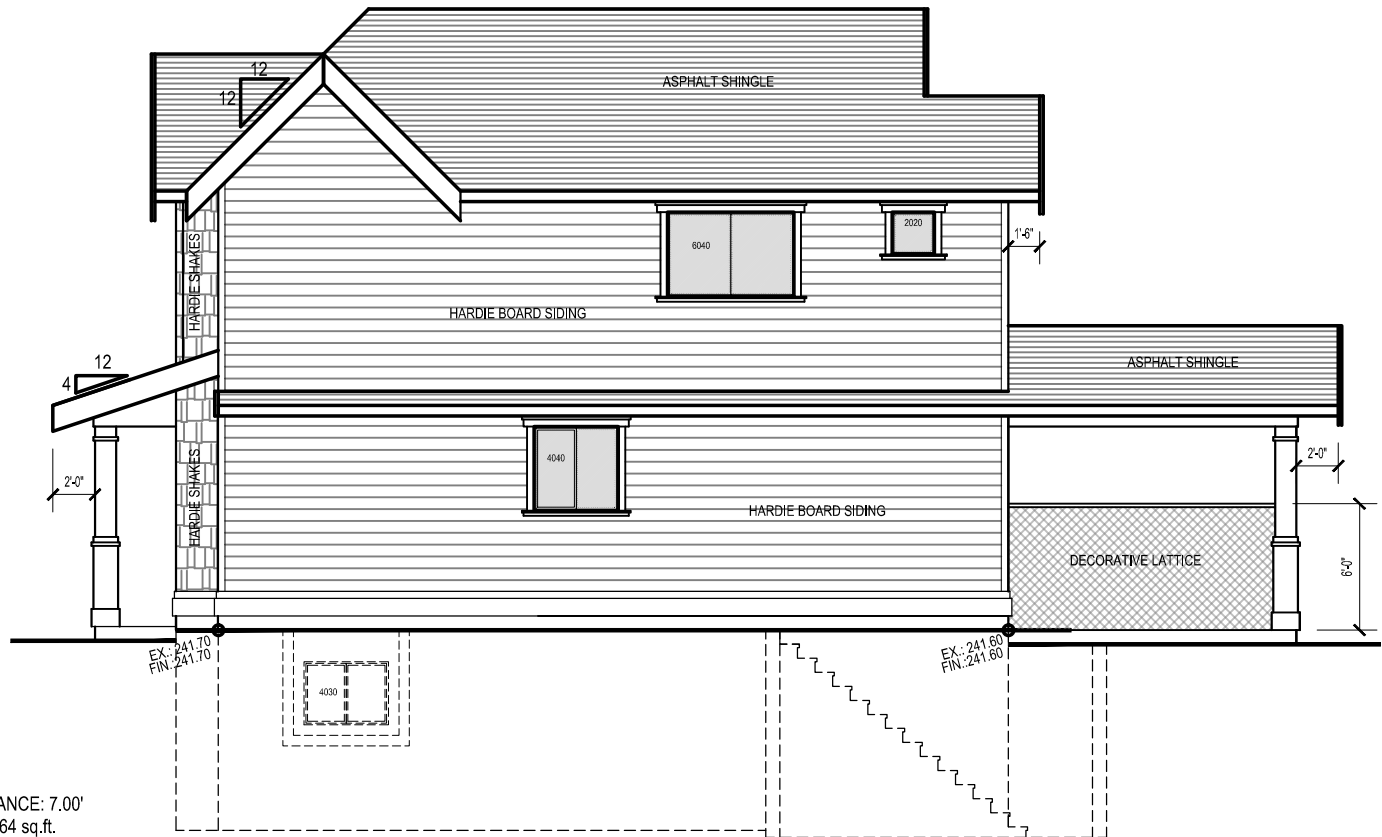 12
12
ASPHALT SHINGLE
HARDIE SHAKES
6040
2020
1'-6"
HARDIE BOARD SIDING
12
4
ASPHALT SHINGLE
2'-0"
HARDIE SHAKES
4040
HARDIE BOARD SIDING
2'-0"
DECORATIVE LATTICE
6'-0"
EX.: 241.70
FIN.:241.70
EX.: 241.60
FIN.:241.60
4030
ANCE: 7.00'
64 sq.ft.